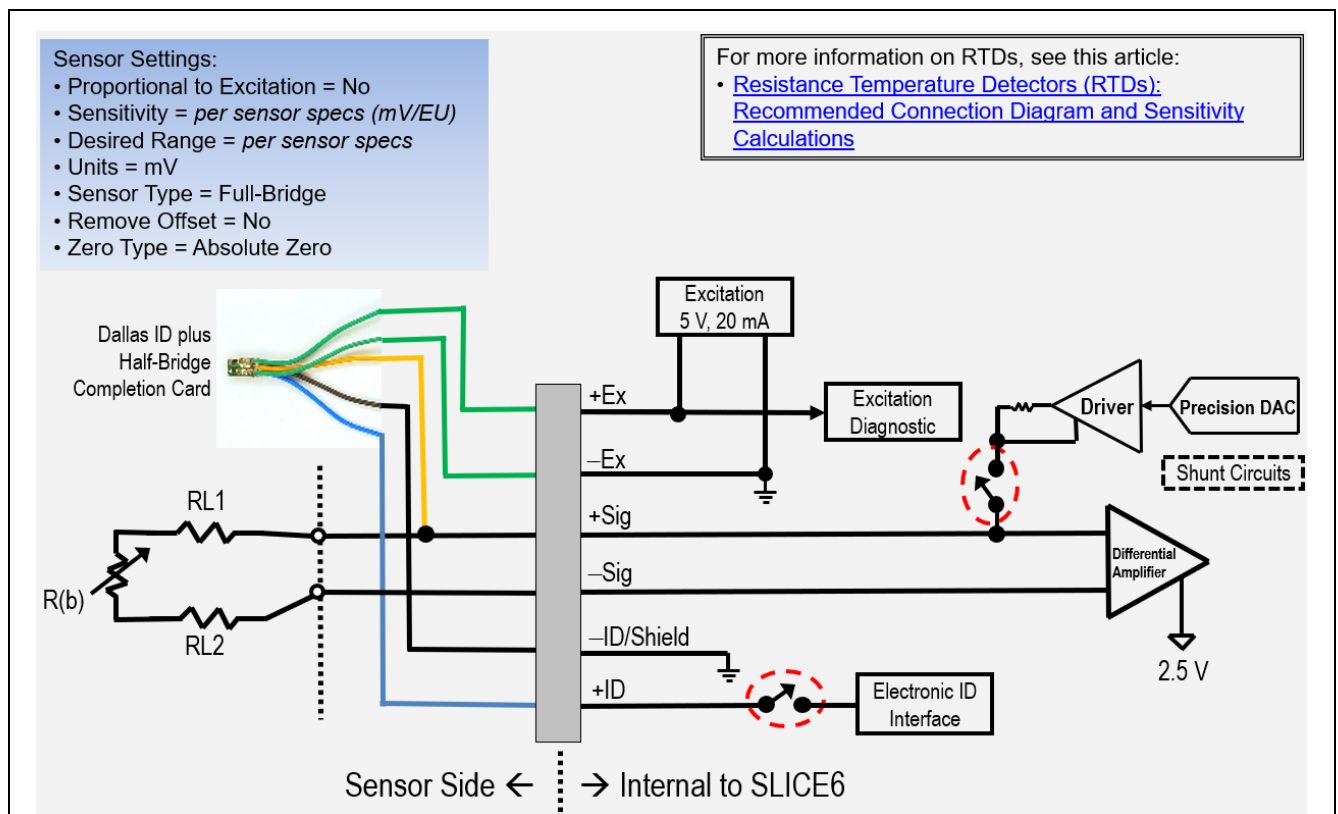 Sensor Settings:
• Proportional to Excitation = No
• Sensitivity = per sensor specs (mV/EU)
• Desired Range = per sensor specs
• Units = mV
• Sensor Type = Full-Bridge
• Remove Offset = No
• Zero Type = Absolute Zero
For more information on RTDs, see this article:
• Resistance Temperature Detectors (RTDs):
Recommended Connection Diagram and Sensitivity
Calculations
Dallas ID plus
Half-Bridge
Completion Card
Excitation
5 V, 20 mA
+Ex
Excitation
Diagnostic
Driver
Precision DAC
–Ex
Shunt Circuits
RL1
+Sig
Differential
Amplifier
–Sig
R(b)
RL2
–ID/Shield
2.5 V
+ID
Electronic ID
Interface
Sensor Side ←
→ Internal to SLICE6